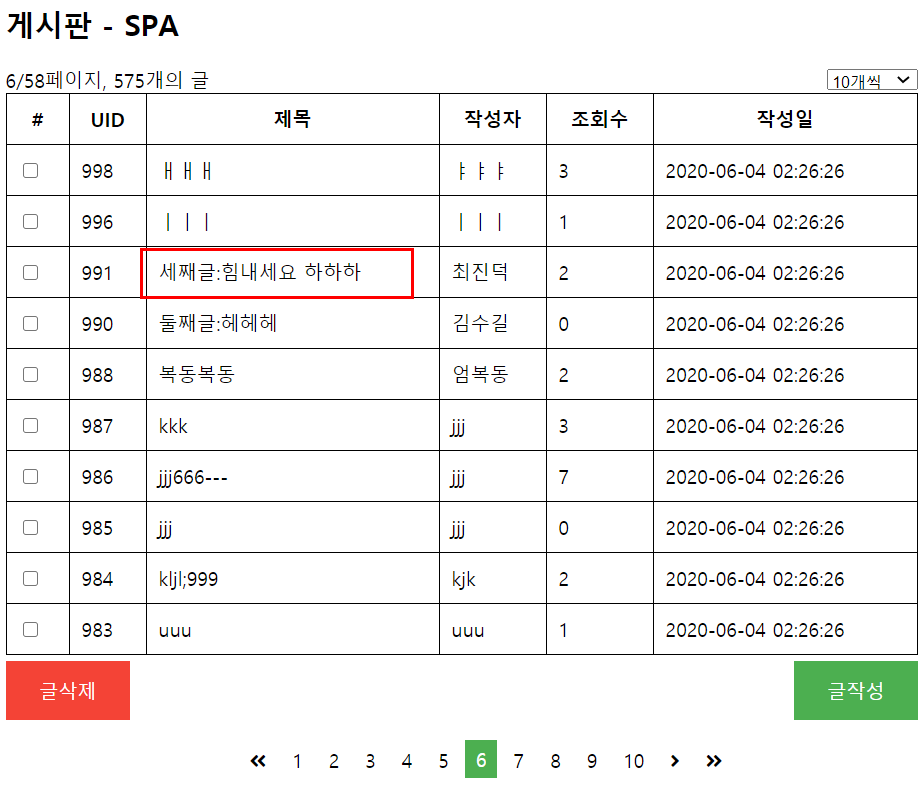 게시판 - SPA
6/58페이지, 575개의 글 10개씩
# UID 제목 작성자 조회수 작성일
998 ㅐㅐㅐ ㅑㅑㅑ 3 2020-06-04 02:26:26
996 ㅣㅣㅣ ㅣㅣㅣ 1 2020-06-04 02:26:26
991 세째글:힘내세요 하하하 최진덕 2 2020-06-04 02:26:26
990 둘째글:헤헤헤 김수길 0 2020-06-04 02:26:26
988 복동복동 엄복동 2 2020-06-04 02:26:26
987 kkk jjj 3 2020-06-04 02:26:26
986 jjj666--- jjj 7 2020-06-04 02:26:26
985 jjj jjj 0 2020-06-04 02:26:26
984 kljl;999 kjk 2 2020-06-04 02:26:26
983 uuu uuu 1 2020-06-04 02:26:26
글삭제 글작성
« 1 2 3 4 5 6 7 8 9 10 › »